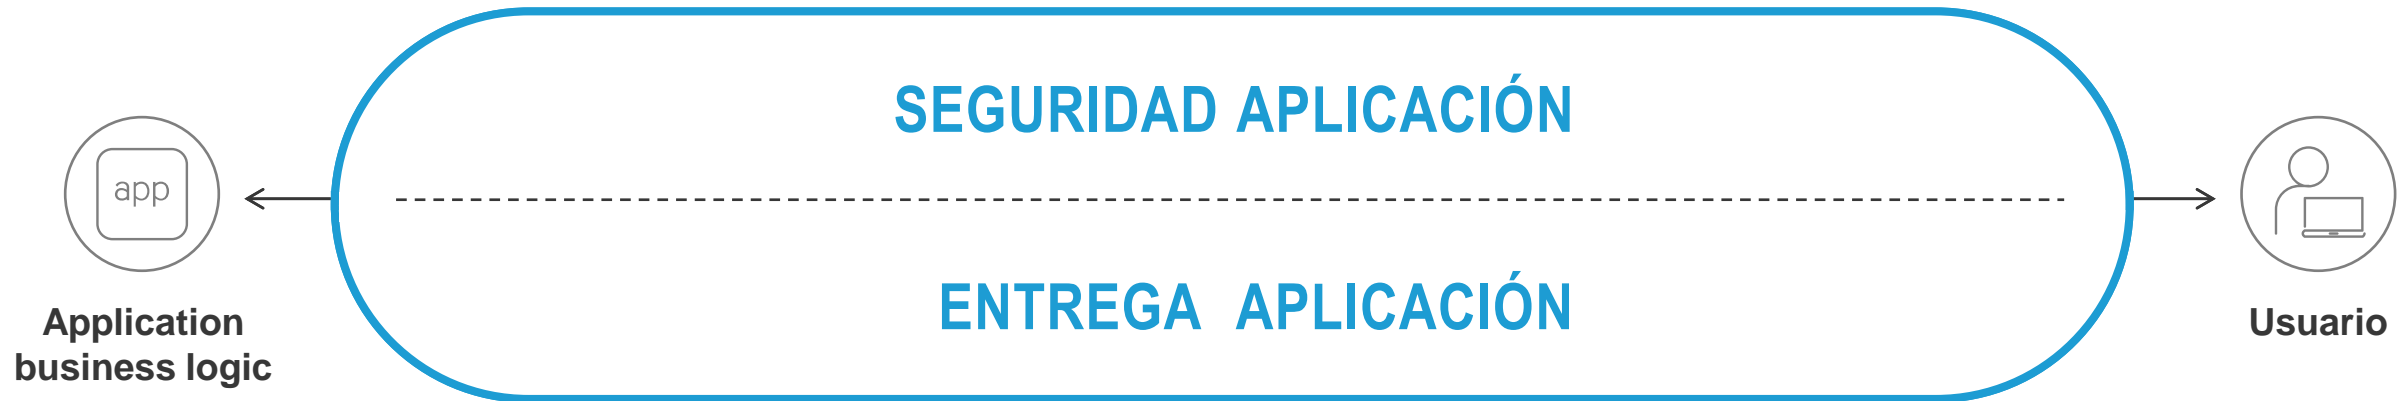 SEGURIDAD APLICACIÓN
app
ENTREGA APLICACIÓN
Application
business logic
Usuario